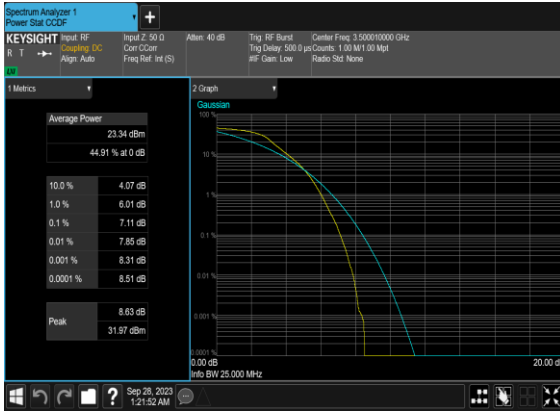 Spectrum Analyzer 1
Power Stat CCDF
KEYSIGHT
R T
Input: RF
Coupling: DC
Align: Auto
Input Z: 50 Ω
Corr CCorr
Freq Ref: Int (S)
Atten: 40 dB
Trig: RF Burst
Trig Delay: 500.0 µs
#IF Gain: Low
Center Freq: 3.500010000 GHz
Counts: 1.00 M/1.00 Mpt
Radio Std: None
1 Metrics
Average Power
23.34 dBm
44.91 % at 0 dB
10.0 % 4.07 dB
1.0 % 6.01 dB
0.1 % 7.11 dB
0.01 % 7.85 dB
0.001 % 8.31 dB
0.0001 % 8.51 dB
Peak
8.63 dB
31.97 dBm
2 Graph
Gaussian
100 %
10 %
1 %
0.1 %
0.01 %
0.001 %
0.0001 %
0.00 dB
20.00 d
Info BW 25.000 MHz
Sep 28, 2023
1:21:52 AM